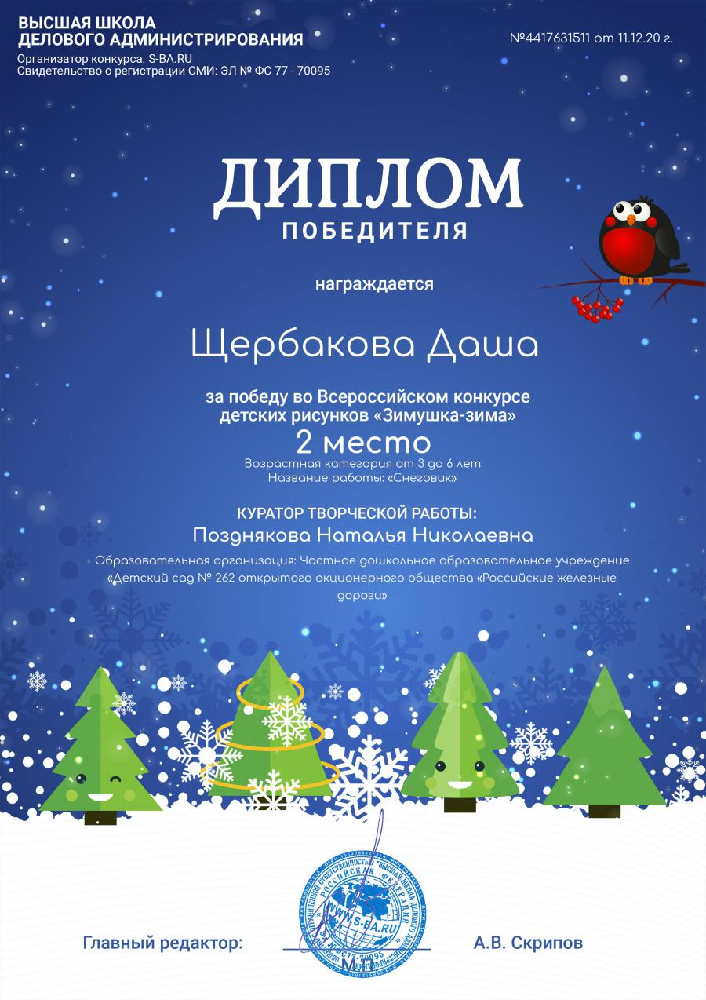 ВЫСШАЯ ШКОЛА
ДЕЛОВОГО АДМИНИСТРИРОВАНИЯ
Организатор конкурса. S-BA.RU
Свидетельство о регистрации СМИ: ЭЛ № ФС 77 - 70095
№4417631511 от 11.12.20 г.
ДИПЛОМ
ПОБЕДИТЕЛЯ
награждается
Щербакова Даша
за победу во Всероссийском конкурсе
детских рисунков «Зимушка-зима»
2 место
Возрастная категория от 3 до 6 лет
Название работы: «Снеговик»
КУРАТОР ТВОРЧЕСКОЙ РАБОТЫ:
Позднякова Наталья Николаевна
Образовательная организация: Частное дошкольное образовательное учреждение
«Детский сад № 262 открытого акционерного общества «Российские железные
дороги»
"ВЫСШАЯ ШКОЛА ДЕЛОВОГО
РОССИЙСКАЯ ФЕДЕРАЦИЯ
WWW.S-BA.RU
Главный редактор:
М.П.
А.В. Скрипов